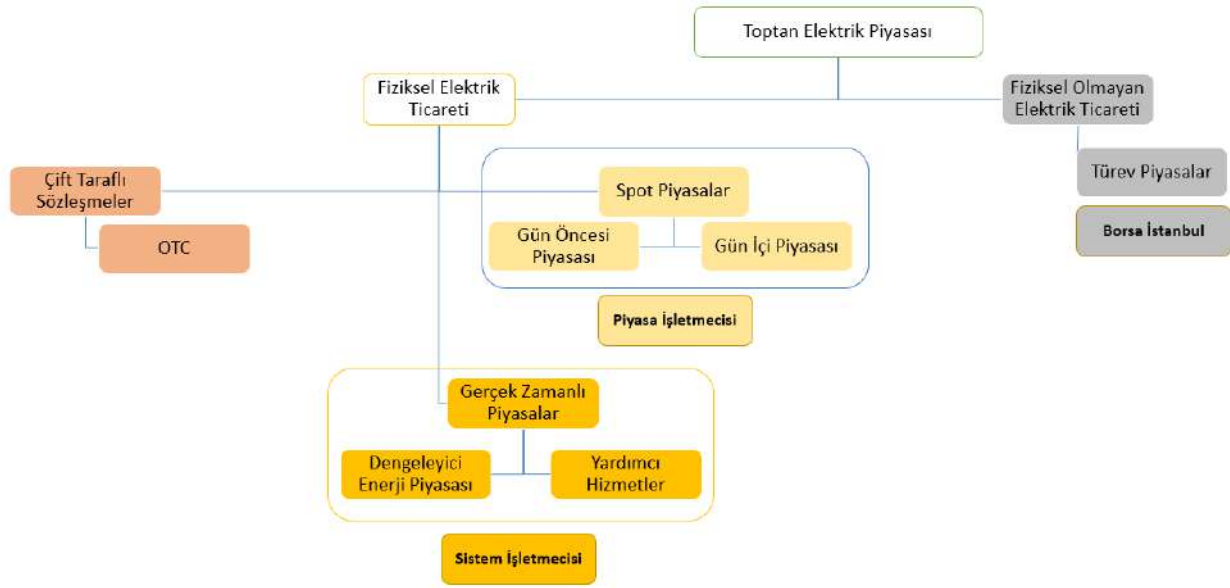 Toptan Elektrik Piyasası
Fiziksel Elektrik
Ticareti
Fiziksel Olmayan
Elektrik Ticareti
Çift Taraflı
Sözleşmeler
OTC
Spot Piyasalar
Gün Öncesi
Piyasası
Gün İçi Piyasası
Piyasa İşletmecisi
Türev Piyasalar
Borsa İstanbul
Gerçek Zamanlı
Piyasalar
Dengeleyici
Enerji Piyasası
Yardımcı
Hizmetler
Sistem İşletmecisi